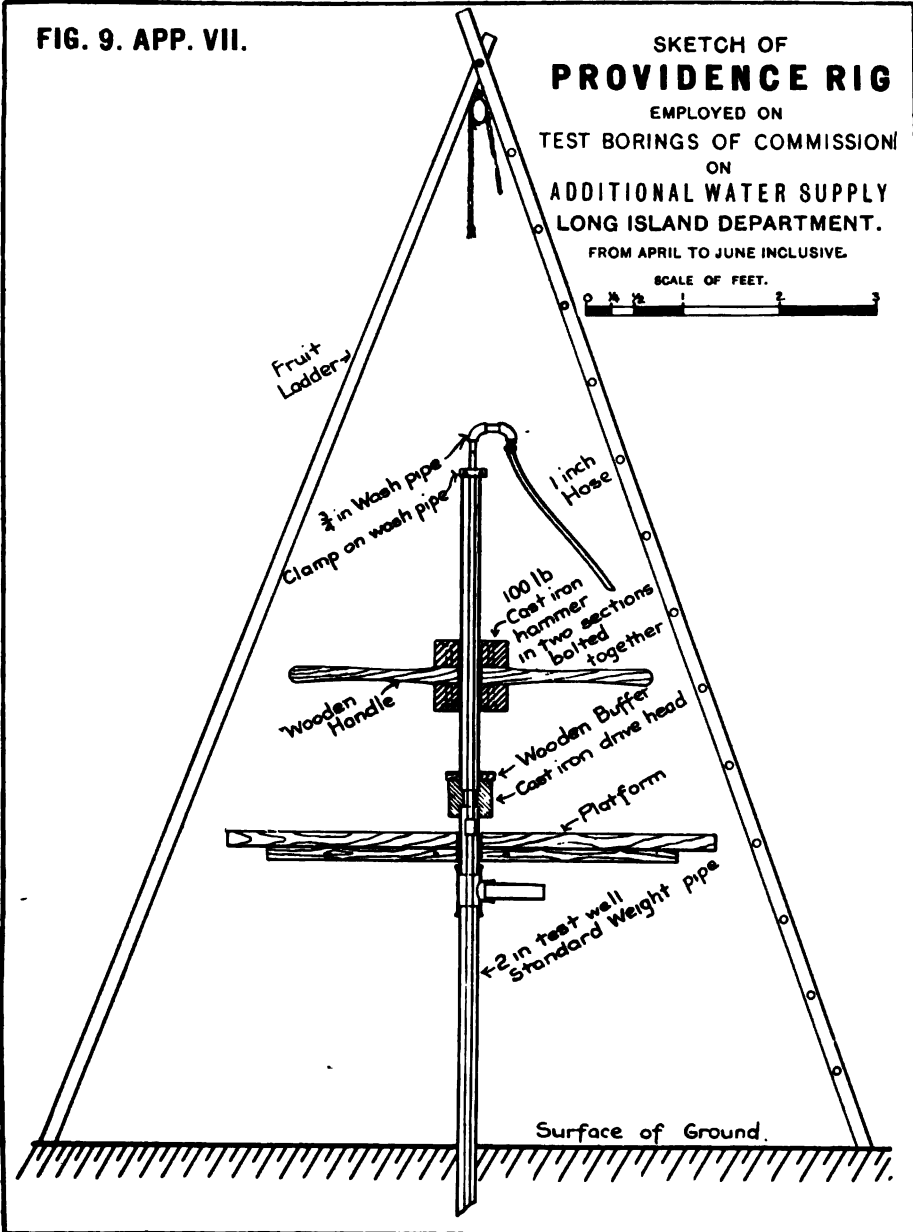 FIG. 9. APP. VII.
SKETCH OF
PROVIDENCE RIG
EMPLOYED ON
TEST BORINGS OF COMMISSION
ON
ADDITIONAL WATER SUPPLY
LONG ISLAND DEPARTMENT.
FROM APRIL TO JUNE INCLUSIVE.
SCALE OF FEET.
0 ¼ ½ 1 2 3
Fruit
Ladder
¾ in Wash pipe
Clamp on wash pipe
1 inch
Hose
100 lb
Cast iron
hammer
in two sections
bolted
together
Wooden
Handle
Wooden Buffer
Cast iron drive head
Platform
2 in test well
Standard Weight pipe
Surface of Ground.